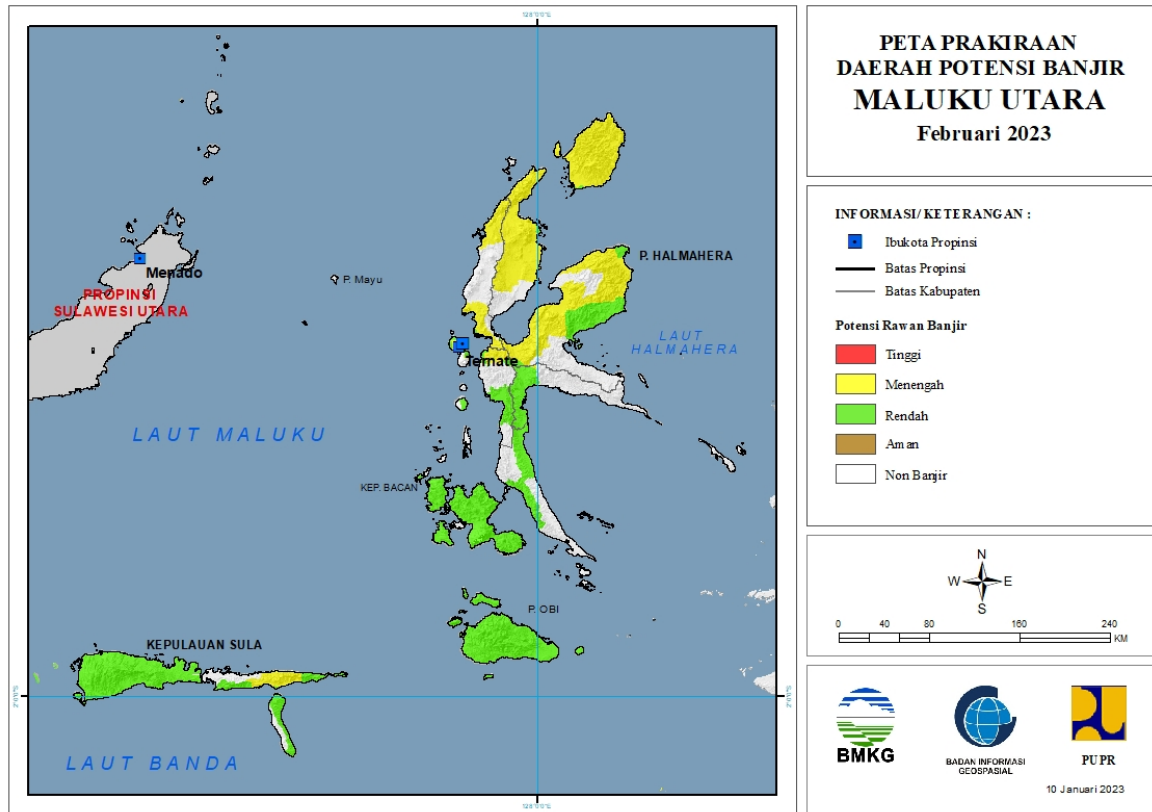 PETA PRAKIRAAN
DAERAH POTENSI BANJIR
MALUKU UTARA
Februari 2023
INFORMASI/ KETERANGAN :
Ibukota Propinsi
Batas Propinsi
Batas Kabupaten
Potensi Rawan Banjir
Tinggi
Menengah
Rendah
Aman
Non Banjir
N
W E
S
0 40 80 160 240
KM
BMKG
BADAN INFORMASI
GEOSPASIAL
PUPR
10 Januari 2023
Menado
PROPINSI
SULAWESI UTARA
P. Mayu
P. HALMAHERA
LAUT
HALMAHERA
Ternate
LAUT MALUKU
KEP. BACAN
P. OBI
KEPULAUAN SULA
LAUT BANDA